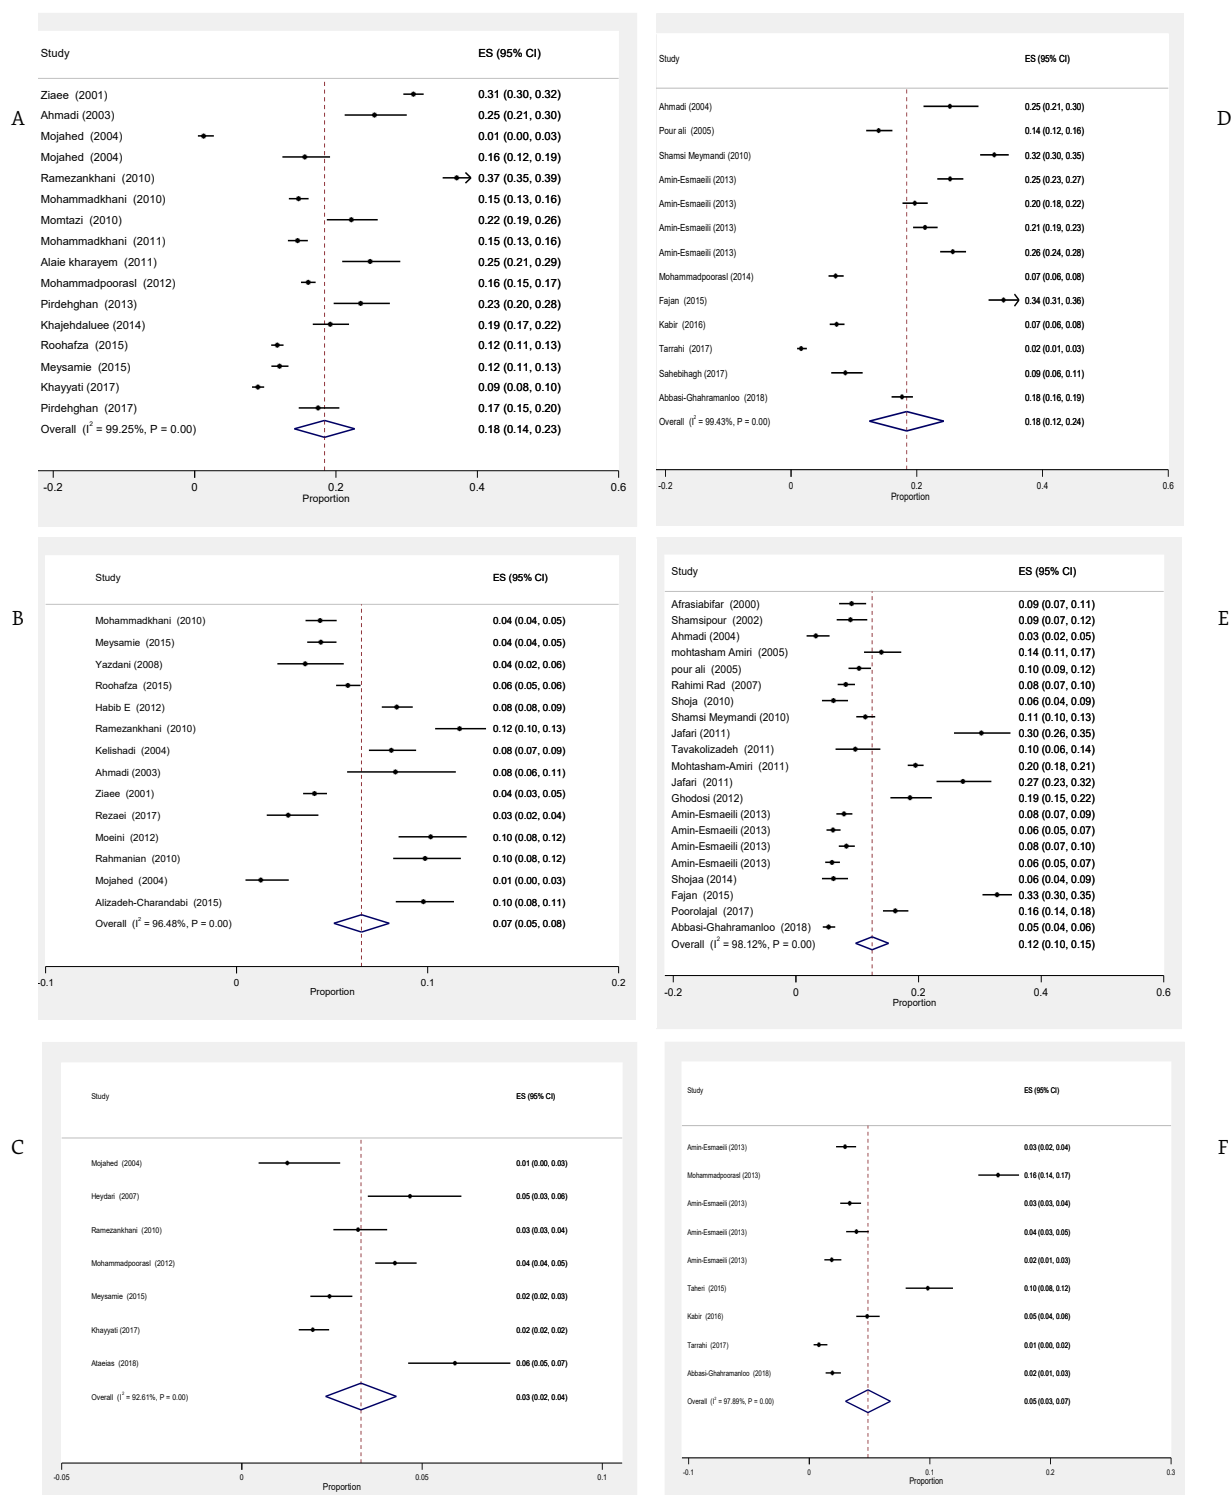 A
Study ES (95% CI)
Ziaee (2001) 0.31 (0.30, 0.32)
Ahmadi (2003) 0.25 (0.21, 0.30)
Mojahed (2004) 0.01 (0.00, 0.03)
Mojahed (2004) 0.16 (0.12, 0.19)
Ramezankhani (2010) 0.37 (0.35, 0.39)
Mohammadkhani (2010) 0.15 (0.13, 0.16)
Momtazi (2010) 0.22 (0.19, 0.26)
Mohammadkhani (2011) 0.15 (0.13, 0.16)
Alaie kharayem (2011) 0.25 (0.21, 0.29)
Mohammadpoorasl (2012) 0.16 (0.15, 0.17)
Pirdehghan (2013) 0.23 (0.20, 0.28)
Khajehdaluee (2014) 0.19 (0.17, 0.22)
Roohafza (2015) 0.12 (0.11, 0.13)
Meysamie (2015) 0.12 (0.11, 0.13)
Khayyati (2017) 0.09 (0.08, 0.10)
Pirdehghan (2017) 0.17 (0.15, 0.20)
Overall (I² = 99.25%, P = 0.00) 0.18 (0.14, 0.23)
-0.2 0 0.2 0.4 0.6
Proportion
D
Study ES (95% CI)
Ahmadi (2004) 0.25 (0.21, 0.30)
Pour ali (2005) 0.14 (0.12, 0.16)
Shamsi Meymandi (2010) 0.32 (0.30, 0.35)
Amin-Esmaeili (2013) 0.25 (0.23, 0.27)
Amin-Esmaeili (2013) 0.20 (0.18, 0.22)
Amin-Esmaeili (2013) 0.21 (0.19, 0.23)
Amin-Esmaeili (2013) 0.26 (0.24, 0.28)
Mohammadpoorasl (2014) 0.07 (0.06, 0.08)
Fajan (2015) 0.34 (0.31, 0.36)
Kabir (2016) 0.07 (0.06, 0.08)
Tarrahi (2017) 0.02 (0.01, 0.03)
Sahebihagh (2017) 0.09 (0.06, 0.11)
Abbasi-Ghahramanloo (2018) 0.18 (0.16, 0.19)
Overall (I² = 99.43%, P = 0.00) 0.18 (0.12, 0.24)
-0.2 0 0.2 0.4 0.6
Proportion
B
Study ES (95% CI)
Mohammadkhani (2010) 0.04 (0.04, 0.05)
Meysamie (2015) 0.04 (0.04, 0.05)
Yazdani (2008) 0.04 (0.02, 0.06)
Roohafza (2015) 0.06 (0.05, 0.06)
Habib E (2012) 0.08 (0.08, 0.09)
Ramezankhani (2010) 0.12 (0.10, 0.13)
Kelishadi (2004) 0.08 (0.07, 0.09)
Ahmadi (2003) 0.08 (0.06, 0.11)
Ziaee (2001) 0.04 (0.03, 0.05)
Rezaei (2017) 0.03 (0.02, 0.04)
Moeini (2012) 0.10 (0.08, 0.12)
Rahmanian (2010) 0.10 (0.08, 0.12)
Mojahed (2004) 0.01 (0.00, 0.03)
Alizadeh-Charandabi (2015) 0.10 (0.08, 0.11)
Overall (I² = 96.48%, P = 0.00) 0.07 (0.05, 0.08)
-0.1 0 0.1 0.2
Proportion
E
Study ES (95% CI)
Afrasiabifar (2000) 0.09 (0.07, 0.11)
Shamsipour (2002) 0.09 (0.07, 0.12)
Ahmadi (2004) 0.03 (0.02, 0.05)
mohtasham Amiri (2005) 0.14 (0.11, 0.17)
pour ali (2005) 0.10 (0.09, 0.12)
Rahimi Rad (2007) 0.08 (0.07, 0.10)
Shoja (2010) 0.06 (0.04, 0.09)
Shamsi Meymandi (2010) 0.11 (0.10, 0.13)
Jafari (2011) 0.30 (0.26, 0.35)
Tavakolizadeh (2011) 0.10 (0.06, 0.14)
Mohtasham-Amiri (2011) 0.20 (0.18, 0.21)
Jafari (2011) 0.27 (0.23, 0.32)
Ghodosi (2012) 0.19 (0.15, 0.22)
Amin-Esmaeili (2013) 0.08 (0.07, 0.09)
Amin-Esmaeili (2013) 0.06 (0.05, 0.07)
Amin-Esmaeili (2013) 0.08 (0.07, 0.10)
Amin-Esmaeili (2013) 0.06 (0.05, 0.07)
Shojaa (2014) 0.06 (0.04, 0.09)
Fajan (2015) 0.33 (0.30, 0.35)
Poorolajal (2017) 0.16 (0.14, 0.18)
Abbasi-Ghahramanloo (2018) 0.05 (0.04, 0.06)
Overall (I² = 98.12%, P = 0.00) 0.12 (0.10, 0.15)
-0.2 0 0.2 0.4 0.6
Proportion
C
Study ES (95% CI)
Mojahed (2004) 0.01 (0.00, 0.03)
Heydari (2007) 0.05 (0.03, 0.06)
Ramezankhani (2010) 0.03 (0.03, 0.04)
Mohammadpoorasl (2012) 0.04 (0.04, 0.05)
Meysamie (2015) 0.02 (0.02, 0.03)
Khayyati (2017) 0.02 (0.02, 0.02)
Ataeias (2018) 0.06 (0.05, 0.07)
Overall (I² = 92.61%, P = 0.00) 0.03 (0.02, 0.04)
-0.05 0 0.05 0.1
Proportion
F
Study ES (95% CI)
Amin-Esmaeili (2013) 0.03 (0.02, 0.04)
Mohammadpoorasl (2013) 0.16 (0.14, 0.17)
Amin-Esmaeili (2013) 0.03 (0.03, 0.04)
Amin-Esmaeili (2013) 0.04 (0.03, 0.05)
Amin-Esmaeili (2013) 0.02 (0.01, 0.03)
Taheri (2015) 0.10 (0.08, 0.12)
Kabir (2016) 0.05 (0.04, 0.06)
Tarrahi (2017) 0.01 (0.00, 0.02)
Abbasi-Ghahramanloo (2018) 0.02 (0.01, 0.03)
Overall (I² = 97.89%, P = 0.00) 0.05 (0.03, 0.07)
-0.1 0 0.1 0.2 0.3
Proportion